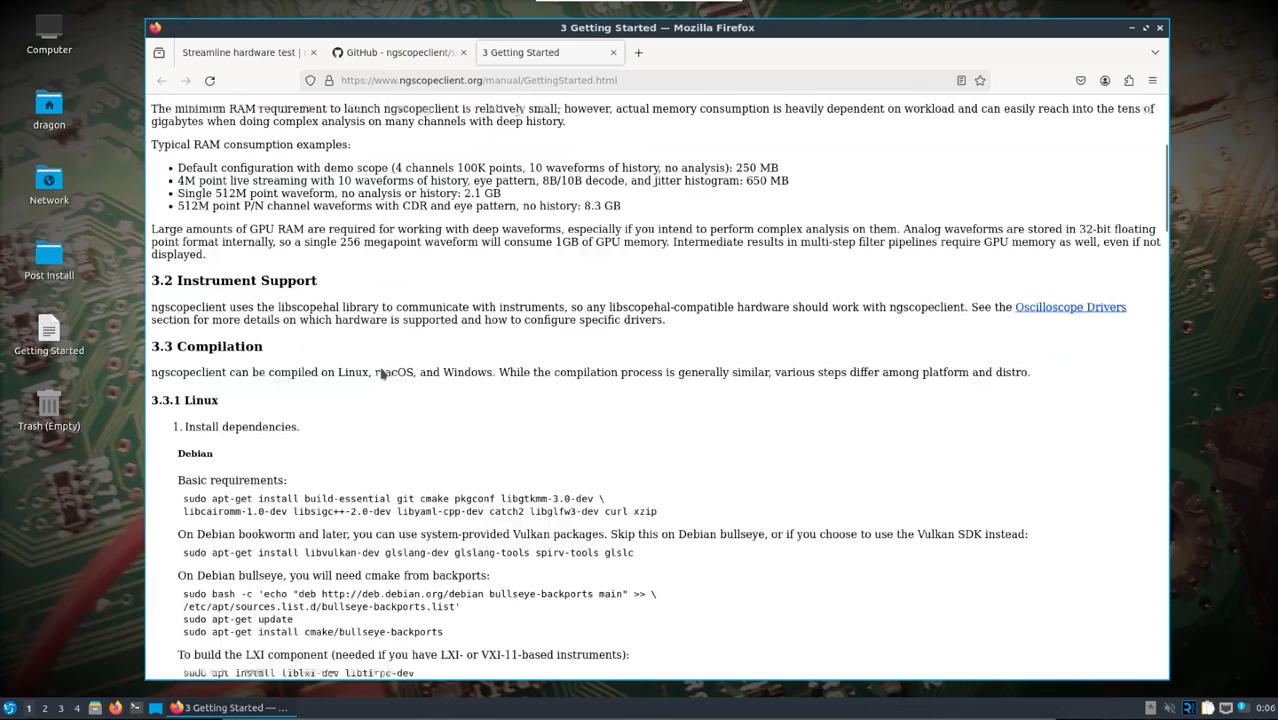 3 Getting Started — Mozilla Firefox
Streamline hardware test |
GitHub - ngscopeclient/
3 Getting Started
https://www.ngscopeclient.org/manual/GettingStarted.html
Computer
dragon
Network
Post Install
Getting Started
Trash (Empty)
The minimum RAM requirement to launch ngscopeclient is relatively small; however, actual memory consumption is heavily dependent on workload and can easily reach into the tens of
gigabytes when doing complex analysis on many channels with deep history.
Typical RAM consumption examples:
• Default configuration with demo scope (4 channels 100K points, 10 waveforms of history, no analysis): 250 MB
• 4M point live streaming with 10 waveforms of history, eye pattern, 8B/10B decode, and jitter histogram: 650 MB
• Single 512M point waveform, no analysis or history: 2.1 GB
• 512M point P/N channel waveforms with CDR and eye pattern, no history: 8.3 GB
Large amounts of GPU RAM are required for working with deep waveforms, especially if you intend to perform complex analysis on them. Analog waveforms are stored in 32-bit floating
point format internally, so a single 256 megapoint waveform will consume 1GB of GPU memory. Intermediate results in multi-step filter pipelines require GPU memory as well, even if not
displayed.
3.2 Instrument Support
ngscopeclient uses the libscopehal library to communicate with instruments, so any libscopehal-compatible hardware should work with ngscopeclient. See the Oscilloscope Drivers
section for more details on which hardware is supported and how to configure specific drivers.
3.3 Compilation
ngscopeclient can be compiled on Linux, macOS, and Windows. While the compilation process is generally similar, various steps differ among platform and distro.
3.3.1 Linux
1. Install dependencies.
Debian
Basic requirements:
sudo apt-get install build-essential git cmake pkgconf libgtkmm-3.0-dev \
libcairomm-1.0-dev libsigc++-2.0-dev libyaml-cpp-dev catch2 libglfw3-dev curl xzip
On Debian bookworm and later, you can use system-provided Vulkan packages. Skip this on Debian bullseye, or if you choose to use the Vulkan SDK instead:
sudo apt-get install libvulkan-dev glslang-dev glslang-tools spirv-tools glslc
On Debian bullseye, you will need cmake from backports:
sudo bash -c 'echo "deb http://deb.debian.org/debian bullseye-backports main" >> \
/etc/apt/sources.list.d/bullseye-backports.list'
sudo apt-get update
sudo apt-get install cmake/bullseye-backports
To build the LXI component (needed if you have LXI- or VXI-11-based instruments):
sudo apt install liblxi-dev libtirpc-dev
1 2 3 4
3 Getting Started — ...
0:06